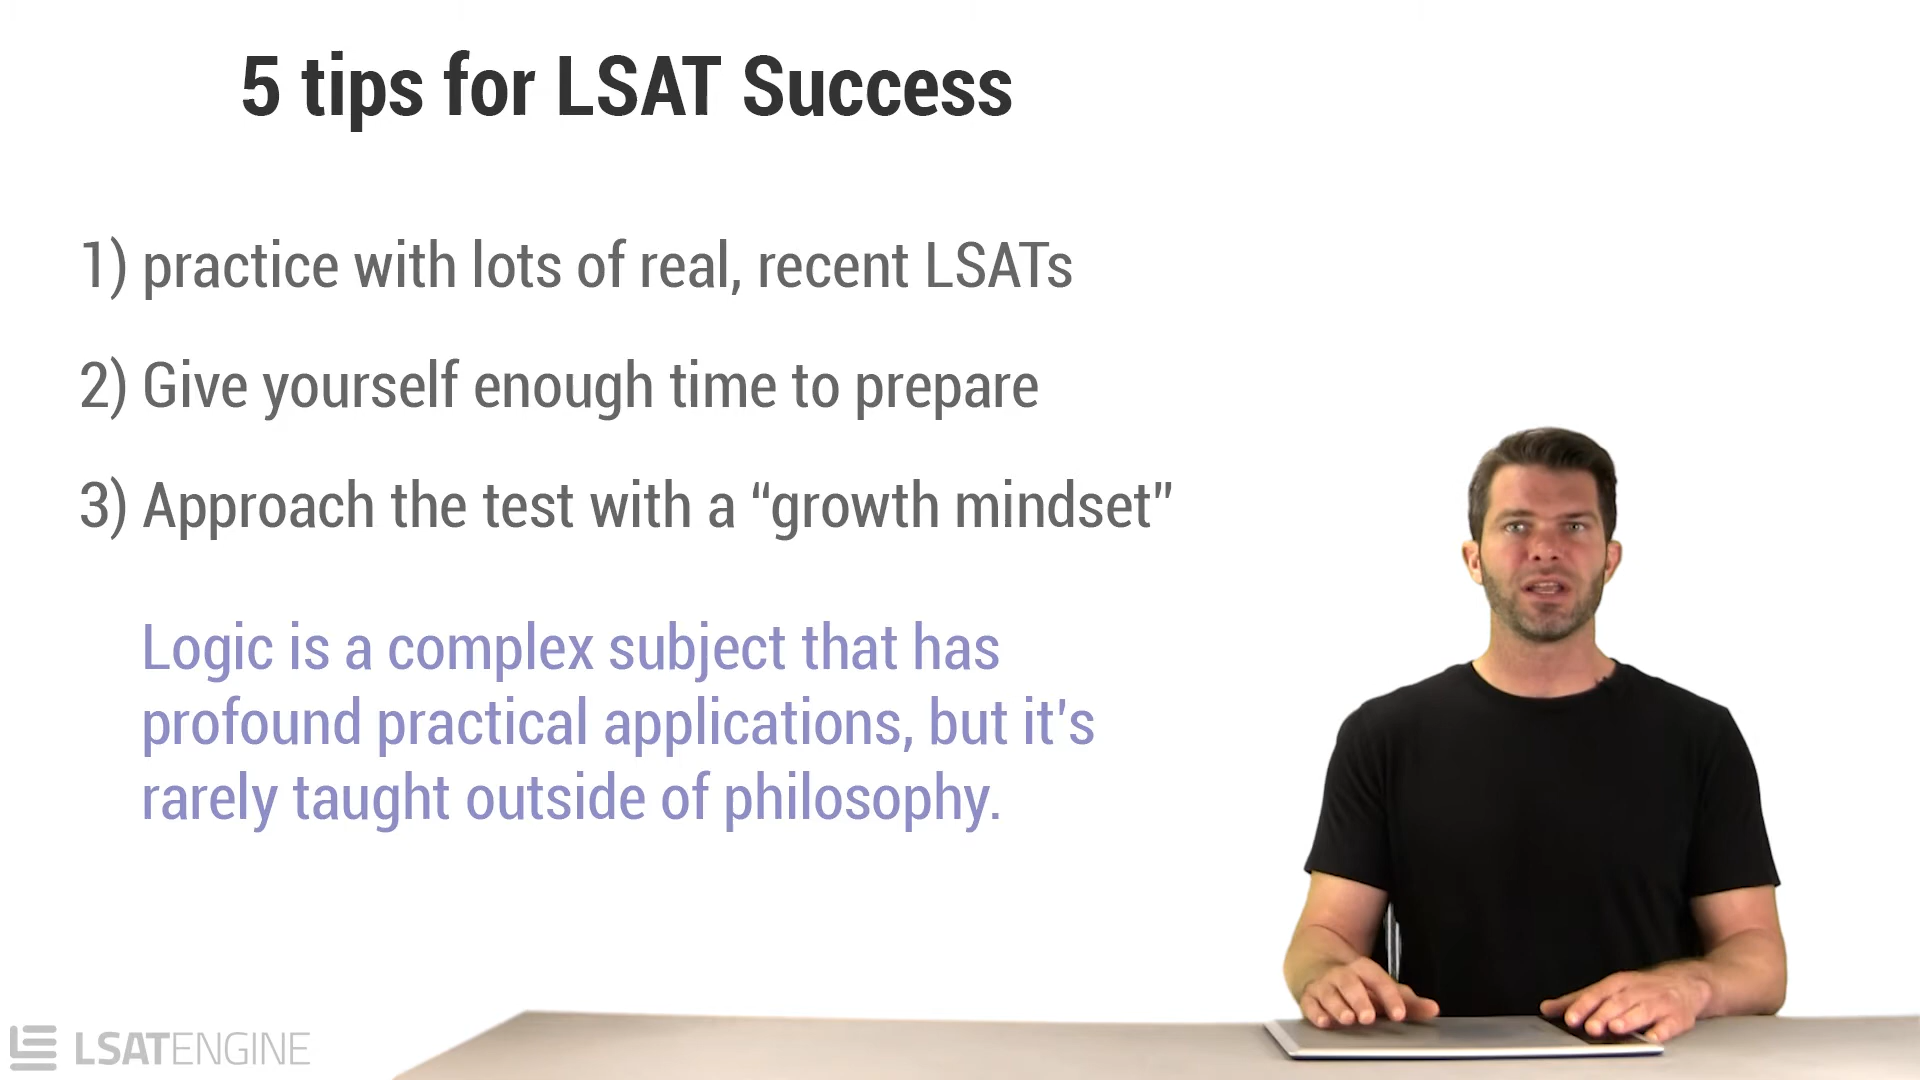 5 tips for LSAT Success
1) practice with lots of real, recent LSATs
2) Give yourself enough time to prepare
3) Approach the test with a “growth mindset”
Logic is a complex subject that has
profound practical applications, but it’s
rarely taught outside of philosophy.
LSATENGINE